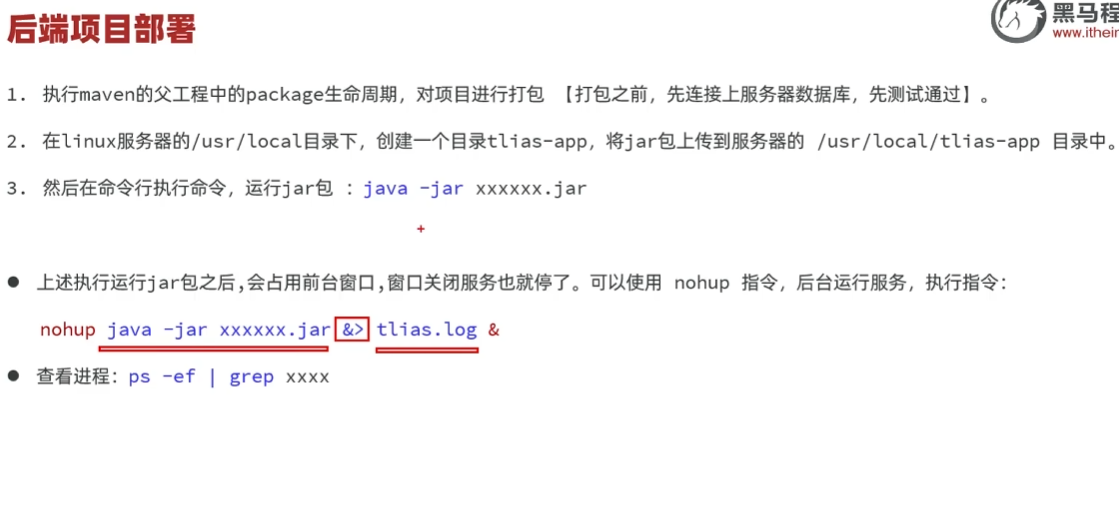 后端项目部署
黑马程
www.itheir
1. 执行maven的父工程中的package生命周期，对项目进行打包 【打包之前，先连接上服务器数据库，先测试通过】。
2. 在linux服务器的/usr/local目录下，创建一个目录tlias-app，将jar包上传到服务器的 /usr/local/tlias-app 目录中。
3. 然后在命令行执行命令，运行jar包 ：java -jar xxxxxx.jar
● 上述执行运行jar包之后,会占用前台窗口,窗口关闭服务也就停了。可以使用 nohup 指令，后台运行服务，执行指令：
nohup java -jar xxxxxx.jar &> tlias.log &
● 查看进程：ps -ef | grep xxxx